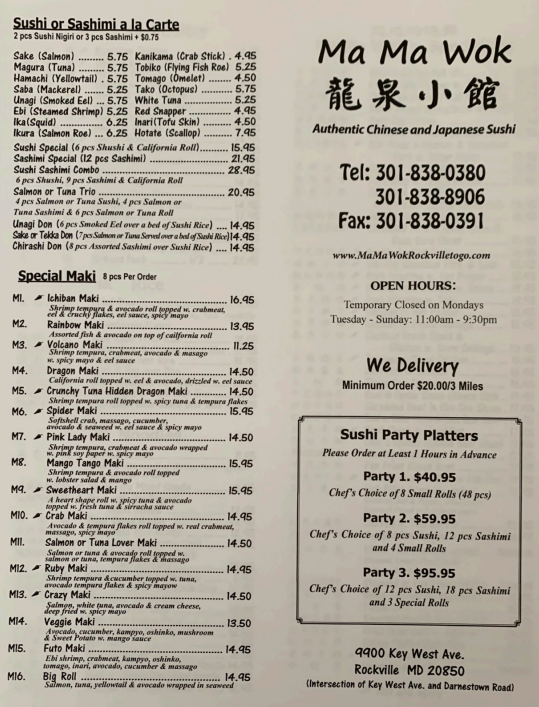 Sushi or Sashimi a la Carte
2 pcs Sushi Nigiri or 3 pcs Sashimi + $0.75
Sake (Salmon) ......... 5.75
Magura (Tuna) ......... 5.75
Hamachi (Yellowtail) . 5.75
Saba (Mackerel) ...... 5.25
Unagi (Smoked Eel) ... 5.75
Ebi (Steamed Shrimp) 5.25
Ika(Squid) ............... 6.25
Ikura (Salmon Roe) ... 6.25
Kanikama (Crab Stick) . 4.95
Tobiko (Flying Fish Roe) 5.25
Tomago (Omelet) ........ 4.50
Tako (Octopus) ........... 5.75
White Tuna ................ 5.25
Red Snapper .............. 4.95
Inari(Tofu Skin) .......... 4.50
Hotate (Scallop) ......... 7.95
Sushi Special (6 pcs Shushi & California Roll)......... 15.95
Sashimi Special (12 pcs Sashimi) ..................... 21.95
Sushi Sashimi Combo ................................. 28.95
6 pcs Shushi, 9 pcs Sashimi & California Roll
Salmon or Tuna Trio .................................. 20.95
4 pcs Salmon or Tuna Sushi, 4 pcs Salmon or
Tuna Sashimi & 6 pcs Salmon or Tuna Roll
Unagi Don (6 pcs Smoked Eel over a bed of Sushi Rice) .... 14.95
Sake or Tekka Don (7pcs Salmon or Tuna Served over a bed of Sushi Rice)14.95
Chirashi Don (8 pcs Assorted Sashimi over Sushi Rice) .... 14.95
Special Maki 8 pcs Per Order
M1. Ichiban Maki ................................. 16.95
Shrimp tempura & avocado roll topped w. crabmeat,
eel & cruchy flakes, eel sauce, spicy mayo
M2. Rainbow Maki ................................. 13.95
Assorted fish & avocado on top of california roll
M3. Volcano Maki ................................. 11.25
Shrimp tempura, crabmeat, avocado & masago
w. spicy mayo & eel sauce
M4. Dragon Maki ................................. 14.50
California roll topped w. eel & avocado, drizzled w. eel sauce
M5. Crunchy Tuna Hidden Dragon Maki ............ 14.50
Shrimp tempura roll topped w. spicy tuna & tempura flakes
M6. Spider Maki ................................. 15.95
Softshell crab, massago, cucumber,
avocado & seaweed w. eel sauce & spicy mayo
M7. Pink Lady Maki ............................... 14.50
Shrimp tempura, crabmeat & avocado wrapped
w. pink soy paper w. spicy mayo
M8. Mango Tango Maki ........................... 15.95
Shrimp tempura & avocado roll topped
w. lobster salad & mango
M9. Sweetheart Maki ............................. 15.95
A heart shape roll w. spicy tuna & avocado
topped w. frish tuna & sirracha sauce
M10. Crab Maki ................................... 14.95
Avocado & tempura flakes roll topped w. real crabmeat,
massago, spicy mayo
M11. Salmon or Tuna Lover Maki .................. 14.50
Salmon or tuna & avocado roll topped w.
salmon or tuna, tempura flakes & massago
M12. Ruby Maki ................................... 14.95
Shrimp tempura &cucumber topped w. tuna,
avocado tempura flakes & spicy mayow
M13. Crazy Maki .................................. 14.50
Salmon, white tuna, avocado & cream cheese,
deep fried w. spicy mayo
M14. Veggie Maki ................................. 13.50
Avocado, cucumber, kampyo, oshinko, mushroom
& Sweet Potato w. mango sauce
M15. Futo Maki ................................... 14.95
Ebi shrimp, crabmeat, kampyo, oshinko,
tomago, inari, avocado, cucumber & massago
M16. Big Roll .................................... 14.95
Salmon, tuna, yellowtail & avocado wrapped in seaweed
Ma Ma Wok
龍泉小館
Authentic Chinese and Japanese Sushi
Tel: 301-838-0380
301-838-8906
Fax: 301-838-0391
www.MaMaWokRockvilletogo.com
OPEN HOURS:
Temporary Closed on Mondays
Tuesday - Sunday: 11:00am - 9:30pm
We Delivery
Minimum Order $20.00/3 Miles
Sushi Party Platters
Please Order at Least 1 Hours in Advance
Party 1. $40.95
Chef's Choice of 8 Small Rolls (48 pcs)
Party 2. $59.95
Chef's Choice of 8 pcs Sushi, 12 pcs Sashimi
and 4 Small Rolls
Party 3. $95.95
Chef's Choice of 12 pcs Sushi, 18 pcs Sashimi
and 3 Special Rolls
9900 Key West Ave.
Rockville MD 20850
(Intersection of Key West Ave. and Darnestown Road)